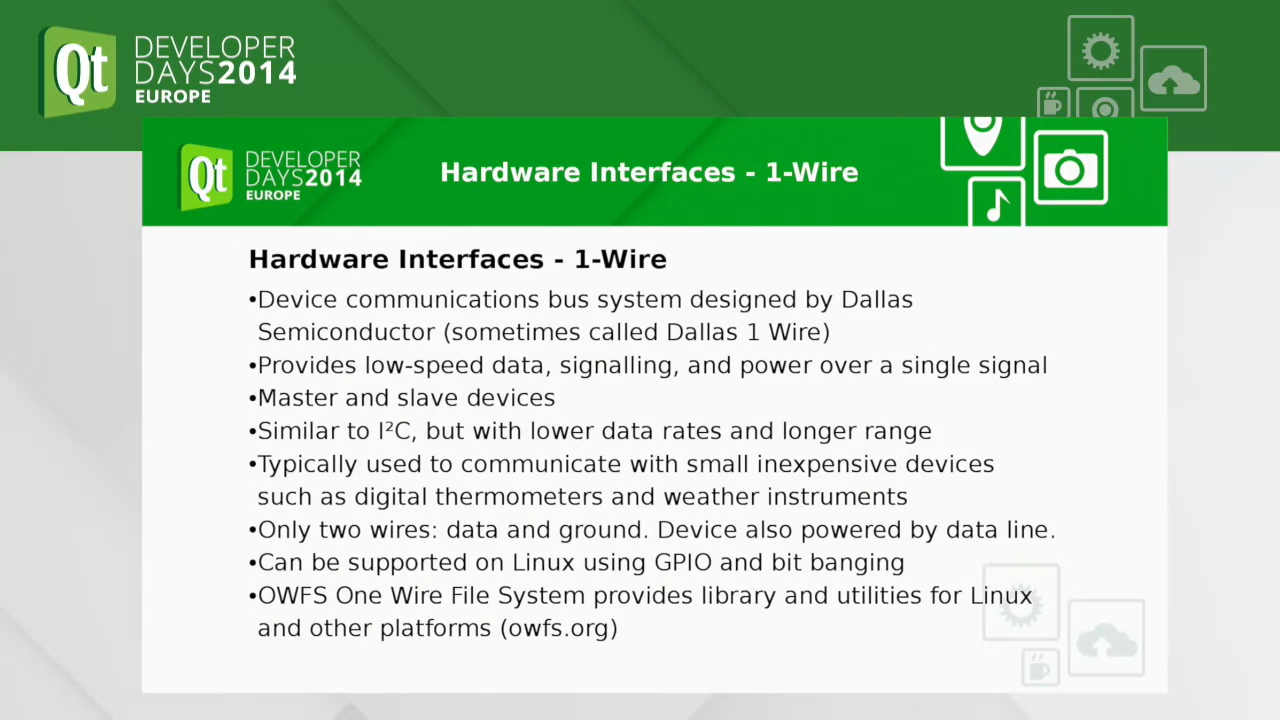 Qt DEVELOPER
DAYS2014
EUROPE
Qt DEVELOPER
DAYS2014
EUROPE
Hardware Interfaces - 1-Wire
Hardware Interfaces - 1-Wire
•Device communications bus system designed by Dallas
Semiconductor (sometimes called Dallas 1 Wire)
•Provides low-speed data, signalling, and power over a single signal
•Master and slave devices
•Similar to I²C, but with lower data rates and longer range
•Typically used to communicate with small inexpensive devices
such as digital thermometers and weather instruments
•Only two wires: data and ground. Device also powered by data line.
•Can be supported on Linux using GPIO and bit banging
•OWFS One Wire File System provides library and utilities for Linux
and other platforms (owfs.org)